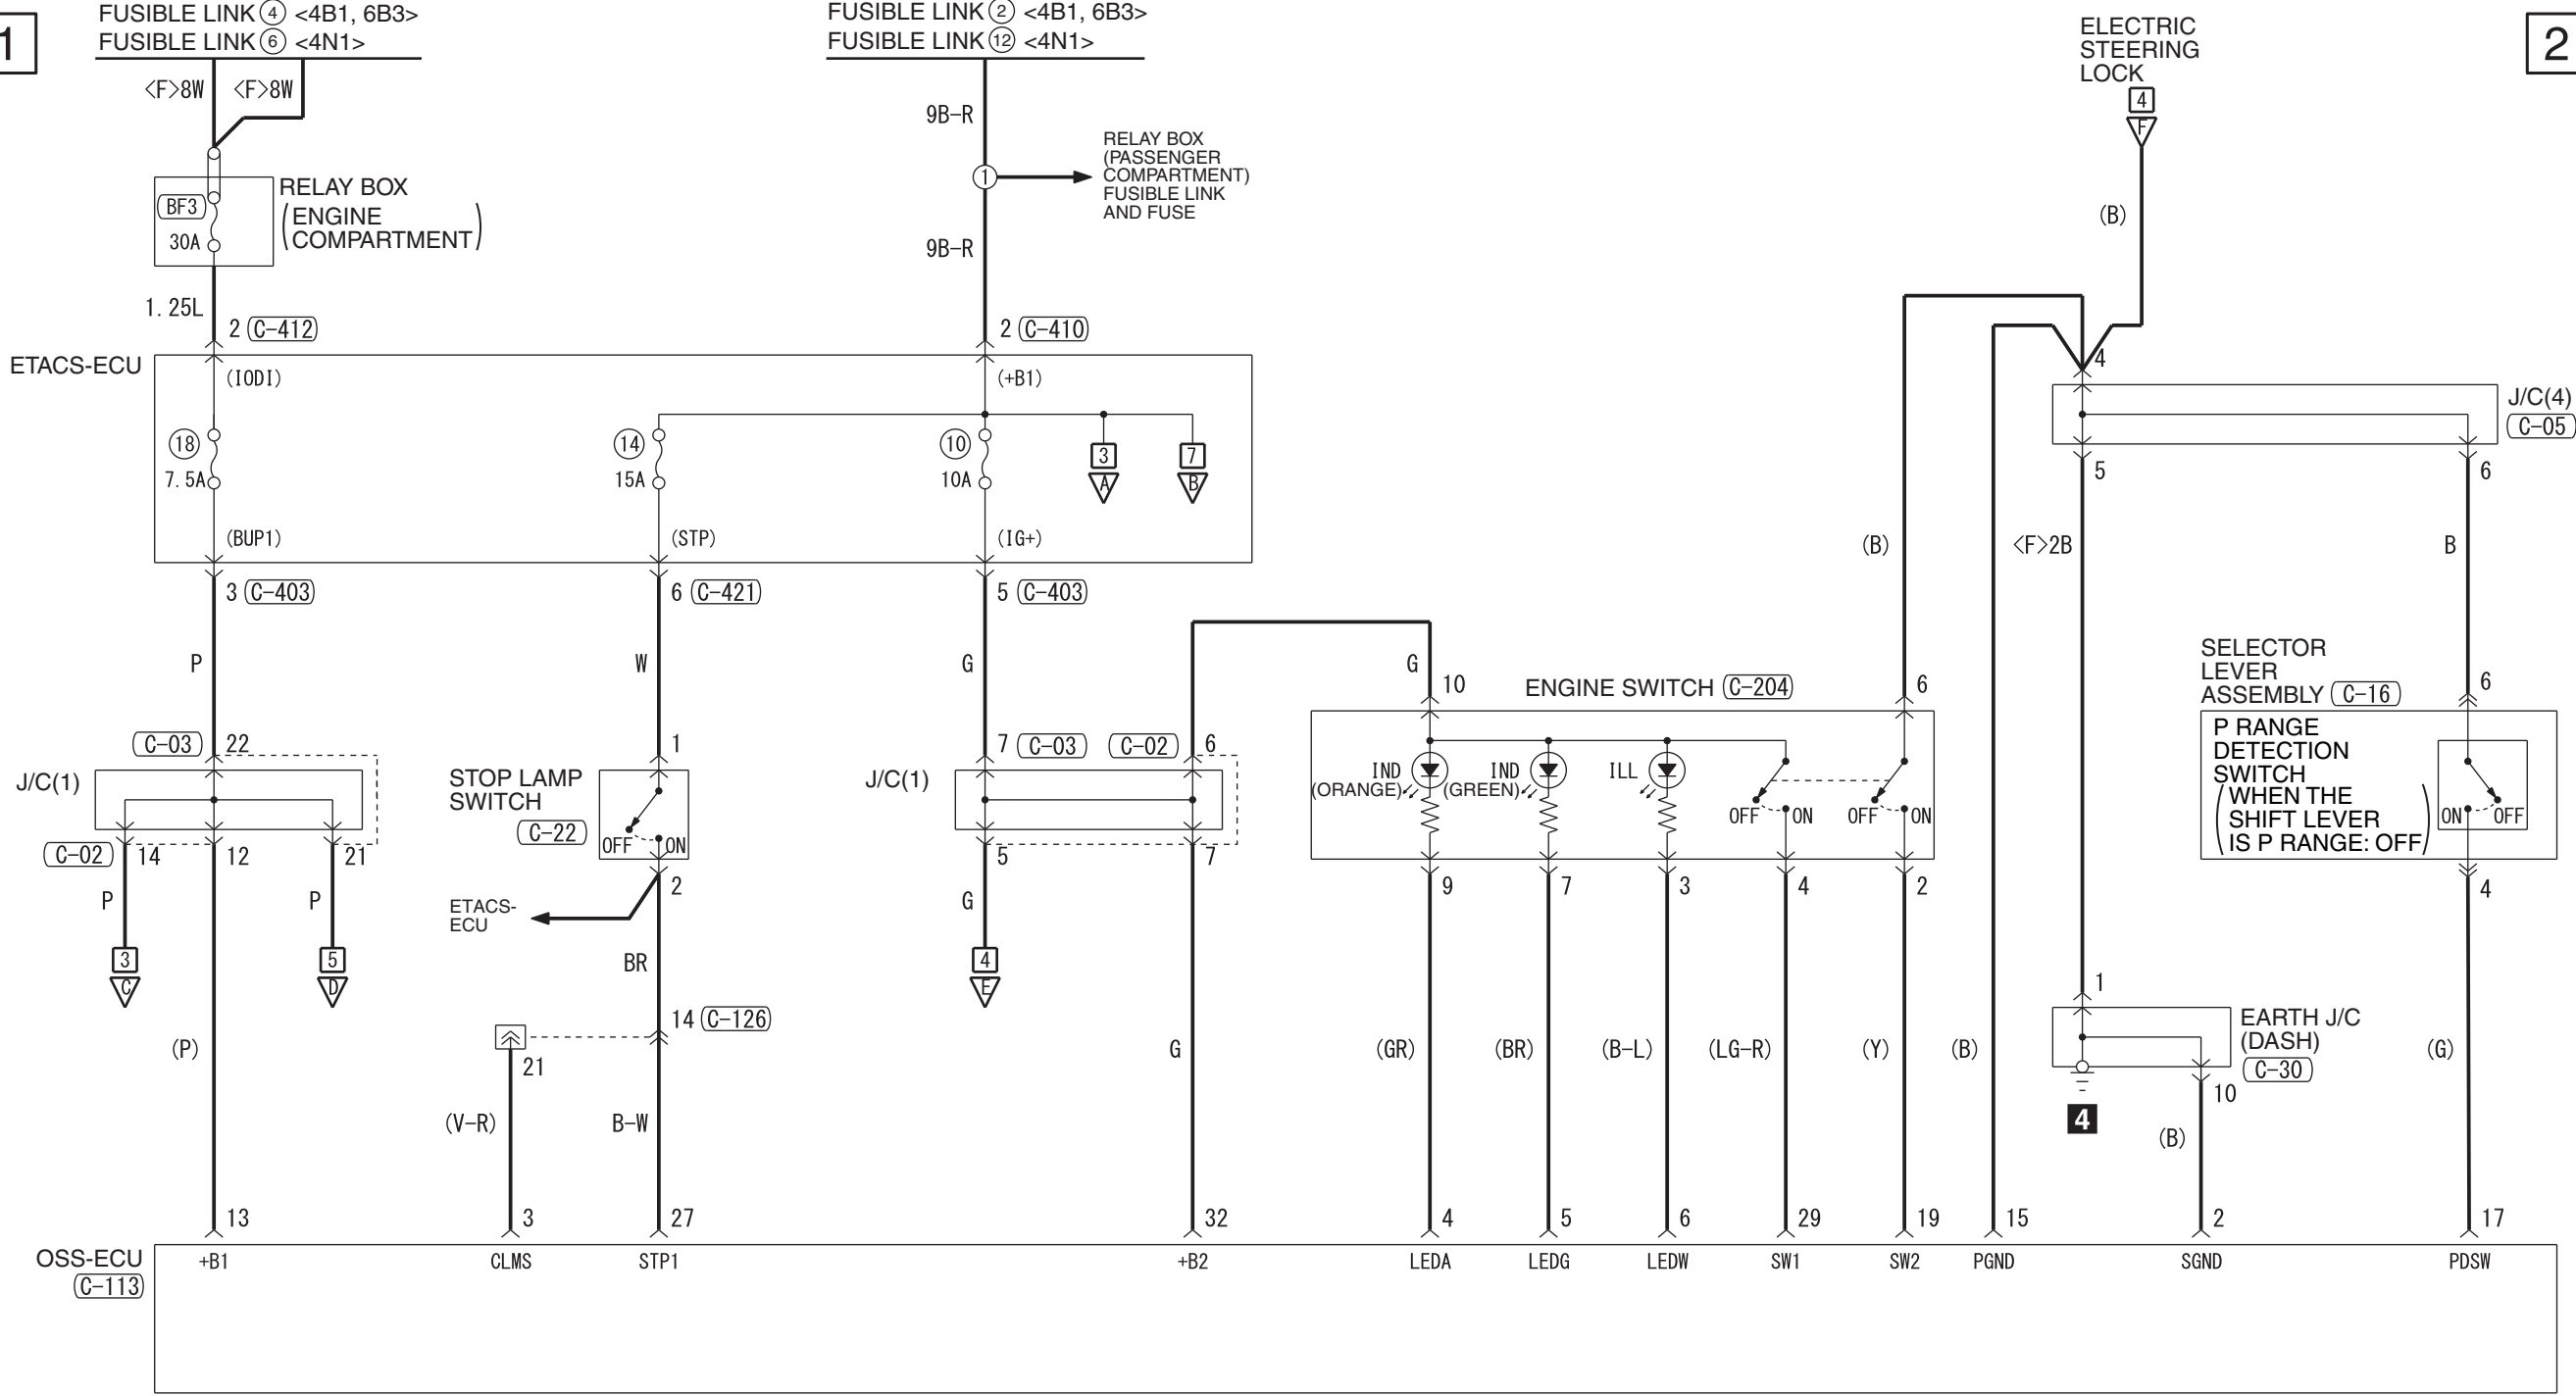 1
FUSIBLE LINK 4 <4B1, 6B3>
FUSIBLE LINK 6 <4N1>
FUSIBLE LINK 2 <4B1, 6B3>
FUSIBLE LINK 12 <4N1>
ELECTRIC
STEERING
LOCK
2
<F>8W
<F>8W
9B-R
4
F
1
RELAY BOX
(PASSENGER
COMPARTMENT)
FUSIBLE LINK
AND FUSE
BF3
30A
RELAY BOX
(ENGINE
COMPARTMENT)
(B)
9B-R
1.25L
2 C-412
2 C-410
4
ETACS-ECU
(IODI)
(+B1)
J/C(4)
C-05
18
7.5A
14
15A
10
10A
3
A
7
B
5
6
(BUP1)
(STP)
(IG+)
(B)
<F>2B
B
3 C-403
6 C-421
5 C-403
P
W
G
G
10
ENGINE SWITCH C-204
6
SELECTOR
LEVER
ASSEMBLY C-16
6
C-03 22
1
7 C-03
C-02 6
J/C(1)
STOP LAMP
SWITCH
C-22
OFF
ON
J/C(1)
IND
(ORANGE)
IND
(GREEN)
ILL
OFF
ON
OFF
ON
P RANGE
DETECTION
SWITCH
(WHEN THE
SHIFT LEVER
IS P RANGE: OFF)
ON
OFF
C-02 14
12
21
2
5
7
9
7
3
4
2
4
P
P
ETACS-
ECU
G
3
C
5
D
BR
4
E
1
14 C-126
EARTH J/C
(DASH)
C-30
(P)
21
G
(GR)
(BR)
(B-L)
(LG-R)
(Y)
(B)
(G)
10
4
(V-R)
B-W
(B)
13
3
27
32
4
5
6
29
19
15
2
17
OSS-ECU
C-113
+B1
CLMS
STP1
+B2
LEDA
LEDG
LEDW
SW1
SW2
PGND
SGND
PDSW